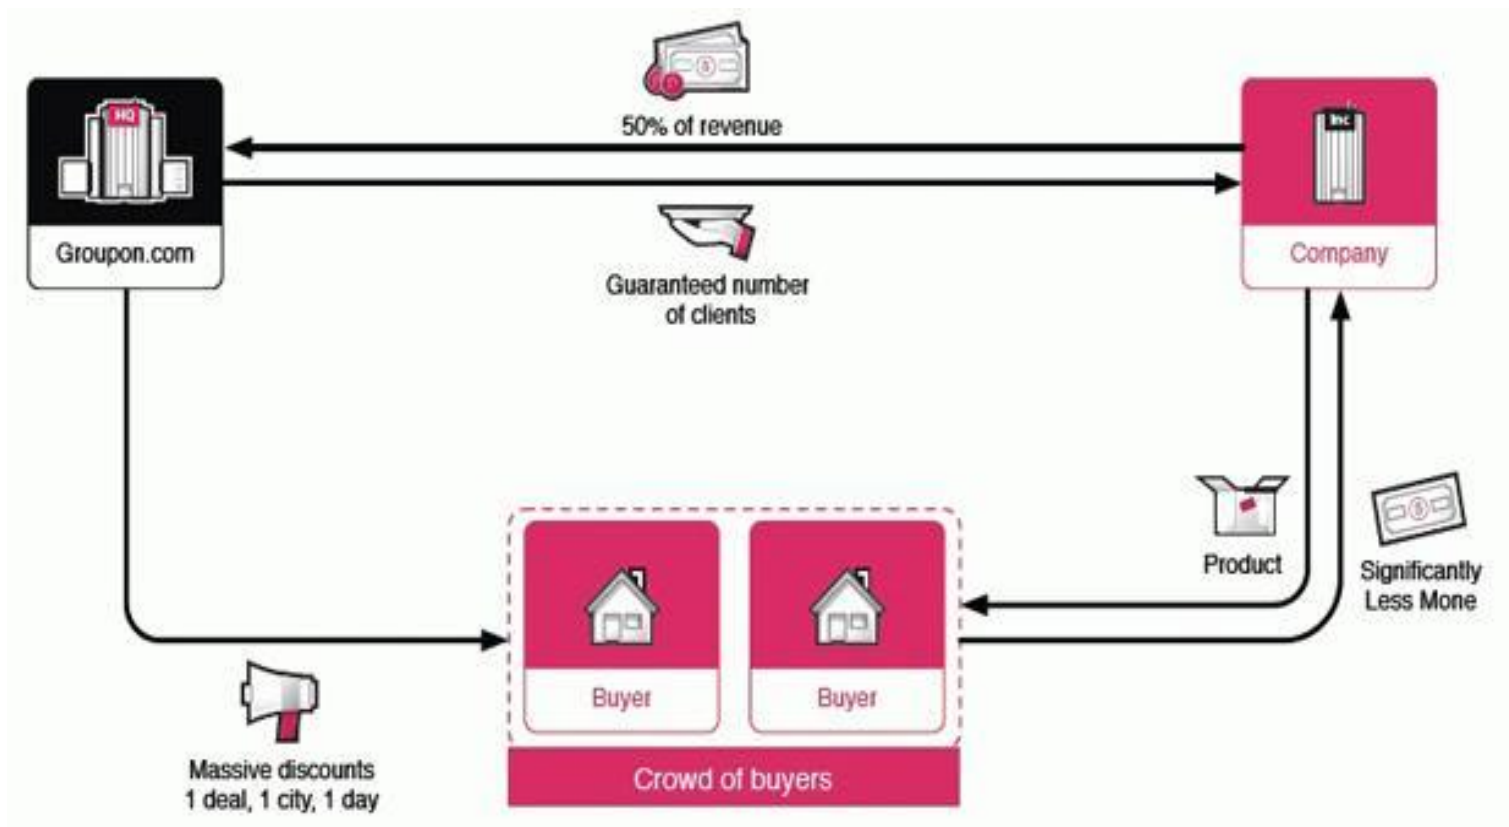 50% of revenue
HQ
Inc
Groupon.com
Company
Guaranteed number
of clients
Product
Significantly
Less Mone
Buyer
Buyer
Massive discounts
1 deal, 1 city, 1 day
Crowd of buyers